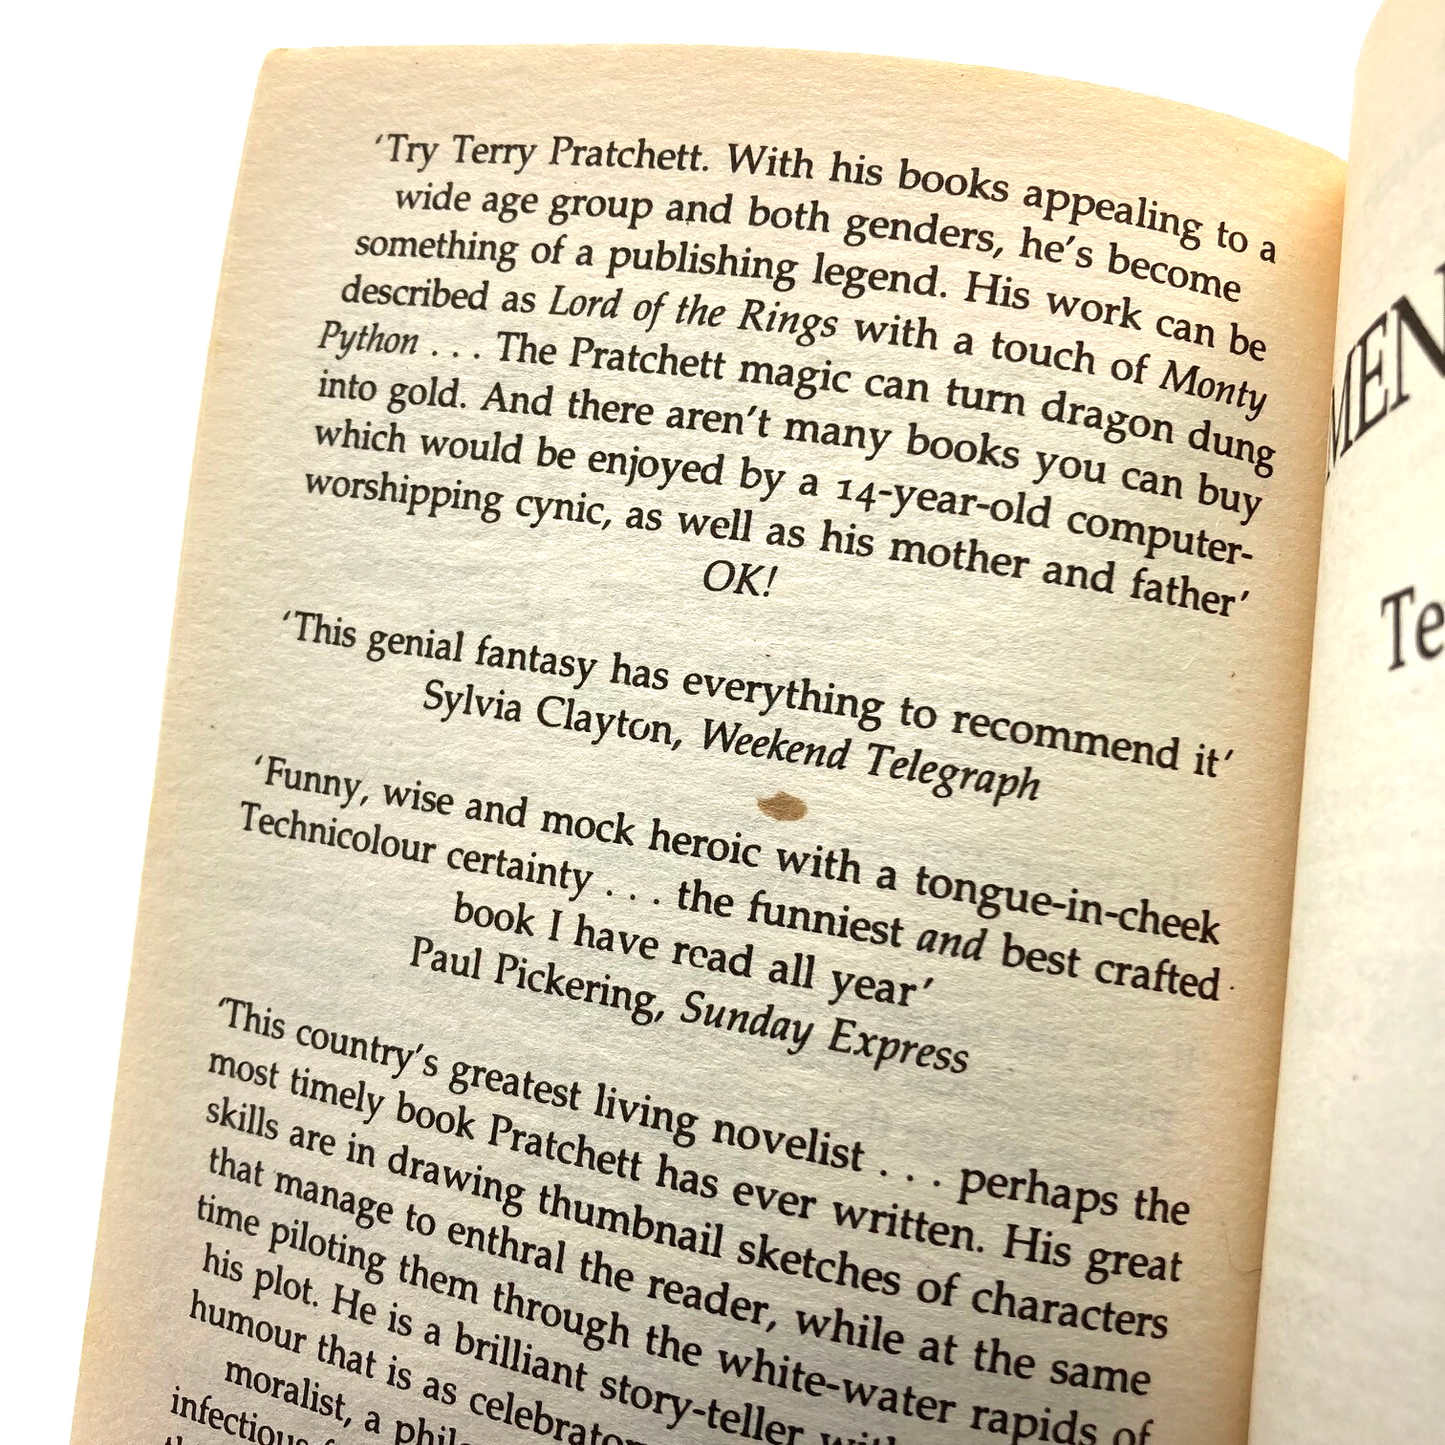 ‘Try Terry Pratchett. With his books appealing to a
wide age group and both genders, he’s become
something of a publishing legend. His work can be
described as Lord of the Rings with a touch of Monty
Python . . . The Pratchett magic can turn dragon dung
into gold. And there aren’t many books you can buy
which would be enjoyed by a 14-year-old computer-
worshipping cynic, as well as his mother and father’
OK!
‘This genial fantasy has everything to recommend it’
Sylvia Clayton, Weekend Telegraph
‘Funny, wise and mock heroic with a tongue-in-cheek
Technicolour certainty . . . the funniest and best crafted
book I have read all year’
Paul Pickering, Sunday Express
‘This country’s greatest living novelist . . . perhaps the
most timely book Pratchett has ever written. His great
skills are in drawing thumbnail sketches of characters
that manage to enthral the reader, while at the same
time piloting them through the white-water rapids of
his plot. He is a brilliant story-teller
humour that is as
moralist, a
infectious
MEN
Te